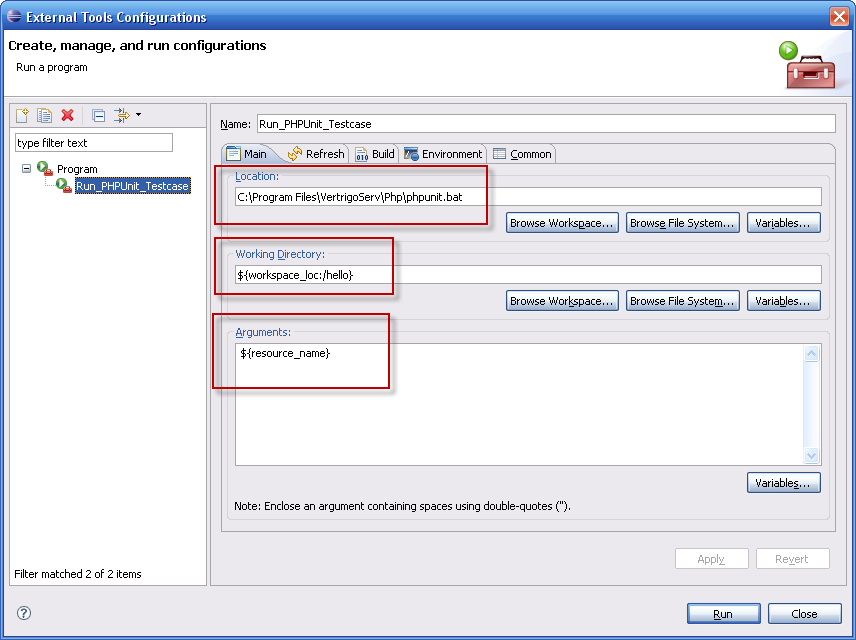 External Tools Configurations
Create, manage, and run configurations
Run a program
type filter text
Program
Run_PHPUnit_Testcase
Filter matched 2 of 2 items
Name: Run_PHPUnit_Testcase
Main Refresh Build Environment Common
Location:
C:\Program Files\VertrigoServ\Php\phpunit.bat
Browse Workspace... Browse File System... Variables...
Working Directory:
${workspace_loc:/hello}
Browse Workspace... Browse File System... Variables...
Arguments:
${resource_name}
Variables...
Note: Enclose an argument containing spaces using double-quotes (").
Apply Revert
? Run Close